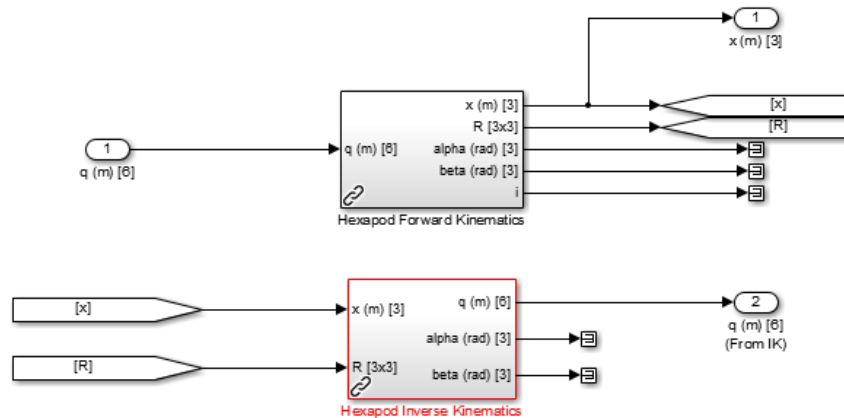 1
x (m) [3]
x (m) [3]
[x]
R [3x3]
[R]
1
q (m) [6]
q (m) [6]
alpha (rad) [3]
beta (rad) [3]
i
Hexapod Forward Kinematics
[x]
x (m) [3]
q (m) [6]
2
q (m) [6]
(From IK)
alpha (rad) [3]
[R]
R [3x3]
beta (rad) [3]
Hexapod Inverse Kinematics